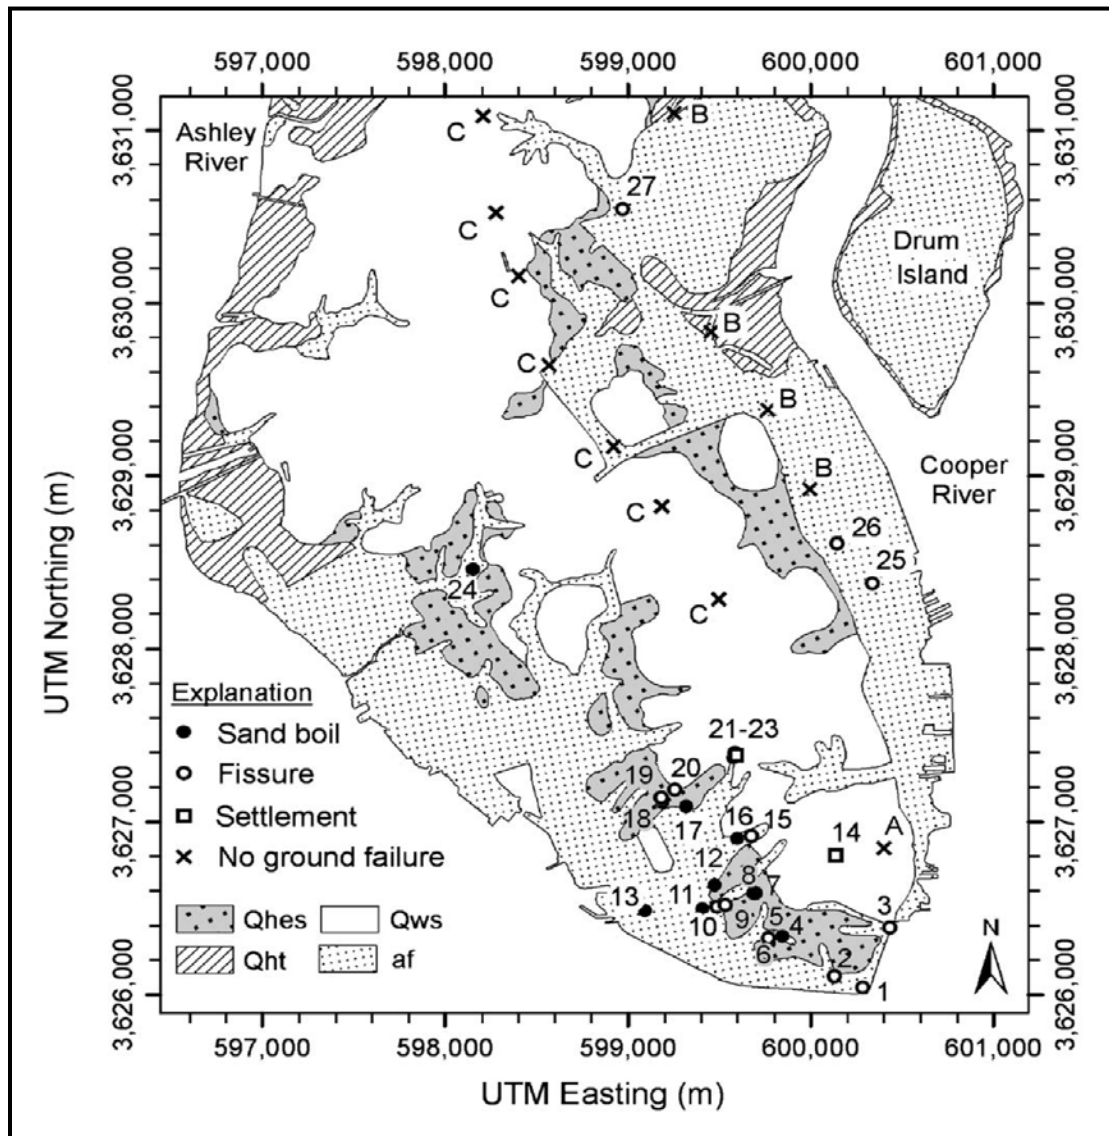 597,000 598,000 599,000 600,000 601,000
3,631,000
3,630,000
3,629,000
3,628,000
3,627,000
3,626,000
UTM Northing (m)
Ashley
River
C
B
27
C
Drum
Island
C
B
C
B
C
B
Cooper
River
C
26
25
24
C
Explanation
Sand boil
Fissure
Settlement
No ground failure
Qhes
Qws
Qht
af
21-23
19
20
18
17
16
15
14
A
12
8
7
13
11
10
9
5
4
3
6
2
1
N
3,631,000
3,630,000
3,629,000
3,628,000
3,627,000
3,626,000
597,000 598,000 599,000 600,000 601,000
UTM Easting (m)